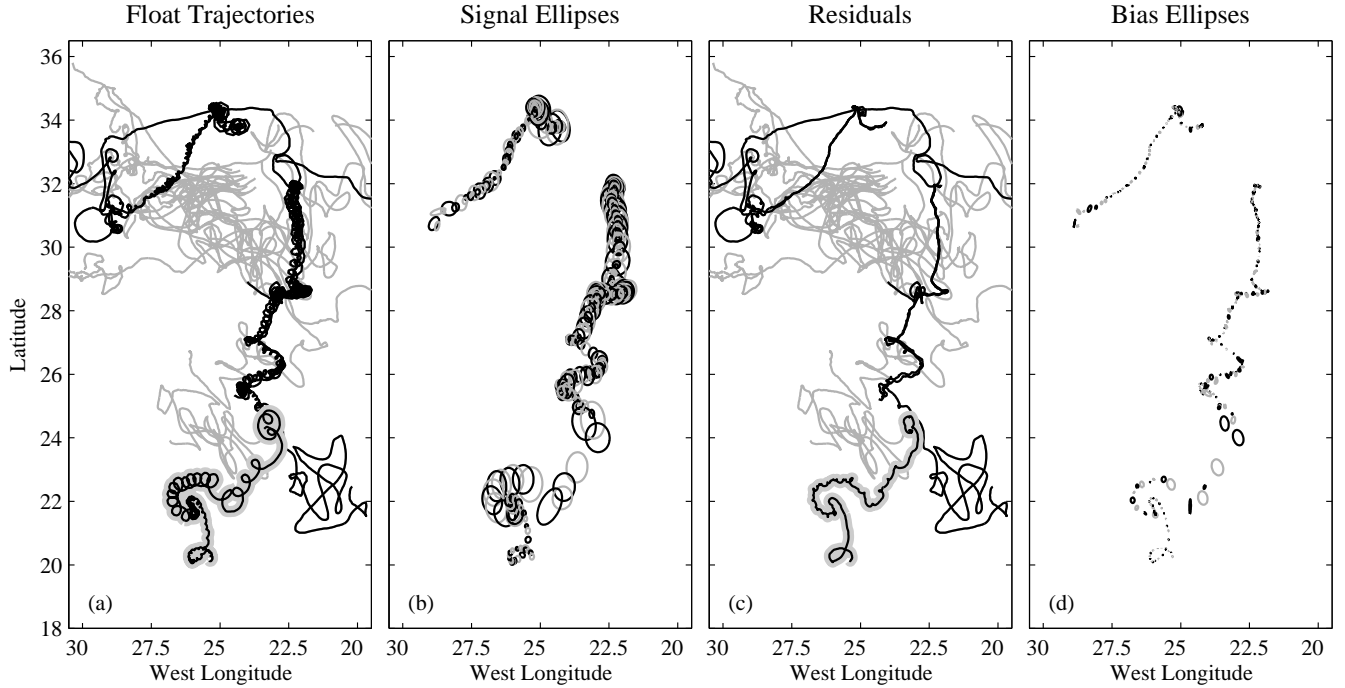 Float Trajectories
Signal Ellipses
Residuals
Bias Ellipses
Latitude
36
34
32
30
28
26
24
22
20
18
(a)
(b)
(c)
(d)
30 27.5 25 22.5 20
30 27.5 25 22.5 20
30 27.5 25 22.5 20
30 27.5 25 22.5 20
West Longitude
West Longitude
West Longitude
West Longitude